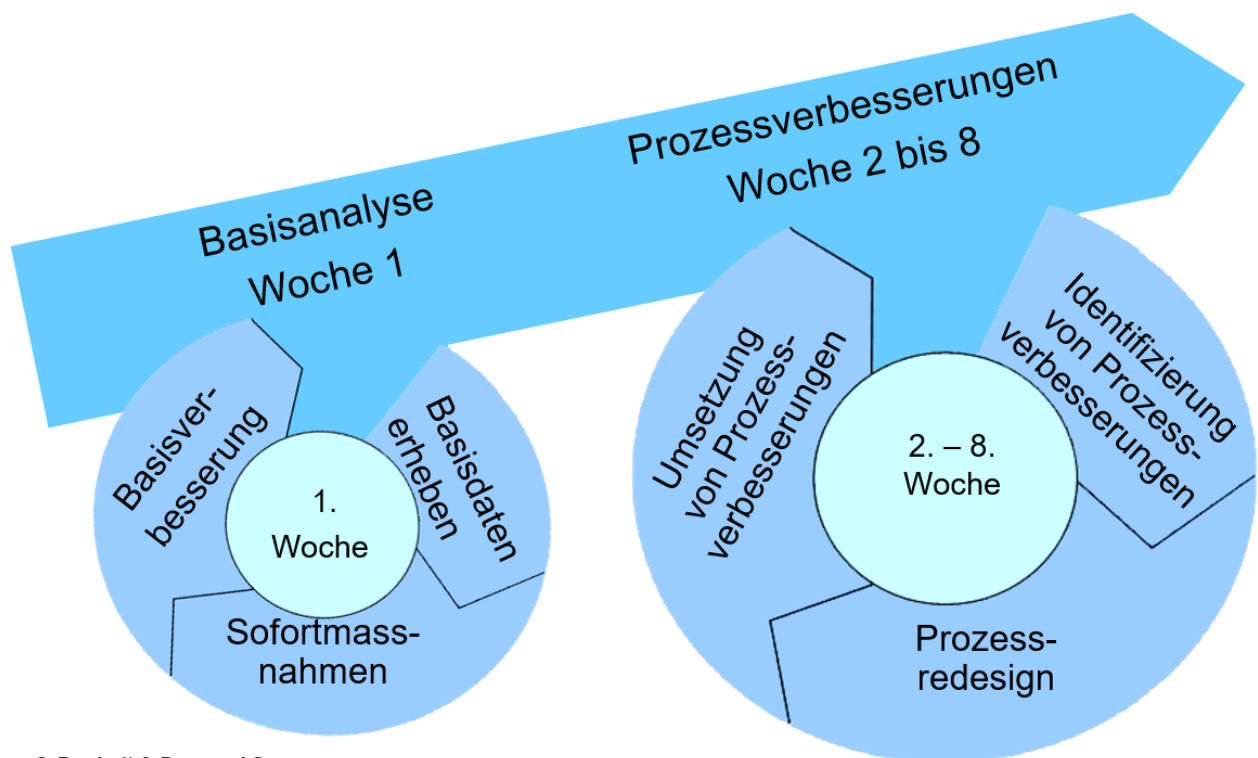 Basisanalyse
Woche 1
Prozessverbesserungen
Woche 2 bis 8
Basisver-
besserung
Basisdaten
erheben
1.
Woche
Sofortmass-
nahmen
Umsetzung
von Prozess-
verbesserungen
Identifizierung
von Prozess-
verbesserungen
2. – 8.
Woche
Prozess-
redesign